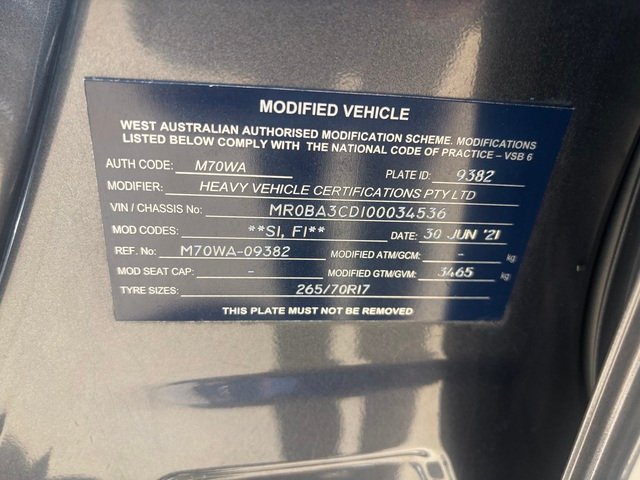 MODIFIED VEHICLE
WEST AUSTRALIAN AUTHORISED MODIFICATION SCHEME. MODIFICATIONS
LISTED BELOW COMPLY WITH THE NATIONAL CODE OF PRACTICE – VSB 6
AUTH CODE: M70WA PLATE ID: 9382
MODIFIER: HEAVY VEHICLE CERTIFICATIONS PTY LTD
VIN / CHASSIS No: MR0BA3CD100034536
MOD CODES: **S1, F1** DATE: 30 JUN '21
REF. No: M70WA-09382 MODIFIED ATM/GCM: - kg
MOD SEAT CAP: - MODIFIED GTM/GVM: 3465 kg
TYRE SIZES: 265/70R17
THIS PLATE MUST NOT BE REMOVED